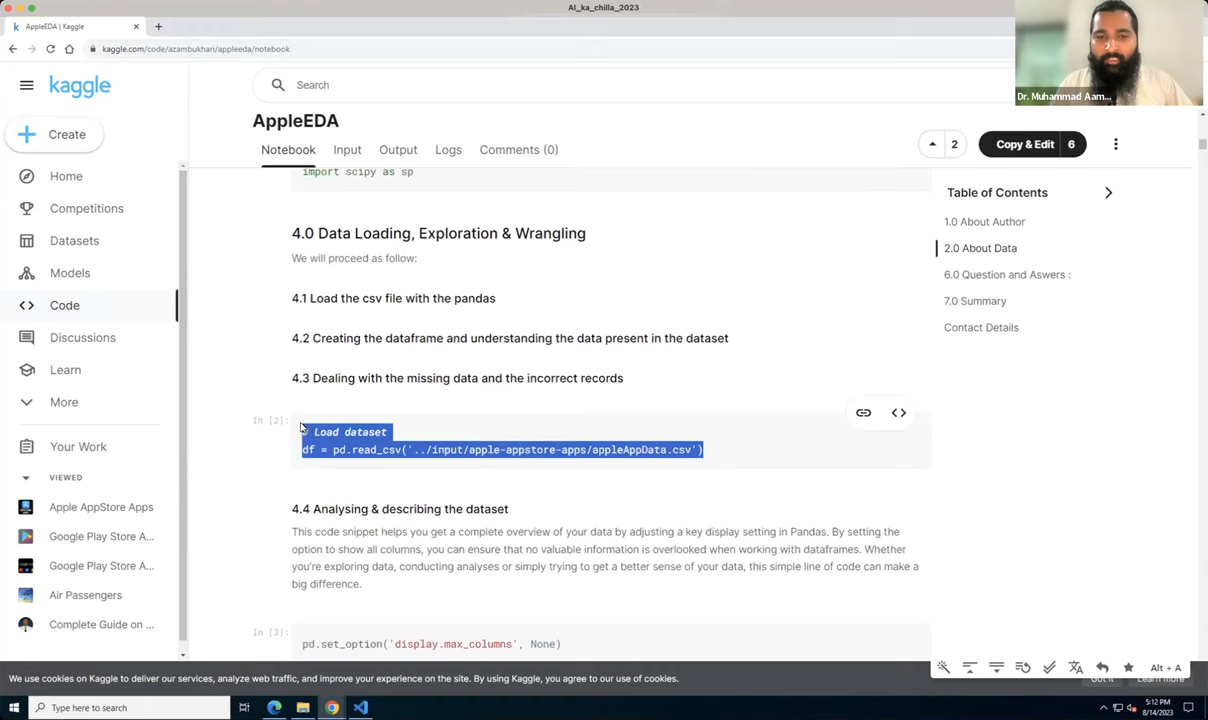 AI_ka_chilla_2023
AppleEDA | Kaggle
kaggle.com/code/azambukhari/appleeda/notebook
Dr. Muhammad Aam...
kaggle
Search
AppleEDA
Create
Notebook Input Output Logs Comments (0)
2
Copy & Edit 6
import scipy as sp
Home
Competitions
Datasets
Models
Code
Discussions
Learn
More
Your Work
VIEWED
Apple AppStore Apps
Google Play Store A...
Google Play Store A...
Air Passengers
Complete Guide on ...
4.0 Data Loading, Exploration & Wrangling
We will proceed as follow:
4.1 Load the csv file with the pandas
4.2 Creating the dataframe and understanding the data present in the dataset
4.3 Dealing with the missing data and the incorrect records
In [2]:
# Load dataset
df = pd.read_csv('../input/apple-appstore-apps/appleAppData.csv')
4.4 Analysing & describing the dataset
This code snippet helps you get a complete overview of your data by adjusting a key display setting in Pandas. By setting the
option to show all columns, you can ensure that no valuable information is overlooked when working with dataframes. Whether
you're exploring data, conducting analyses or simply trying to get a better sense of your data, this simple line of code can make a
big difference.
In [3]:
pd.set_option('display.max_columns', None)
Table of Contents
1.0 About Author
2.0 About Data
6.0 Question and Aswers :
7.0 Summary
Contact Details
Alt + A
We use cookies on Kaggle to deliver our services, analyze web traffic, and improve your experience on the site. By using Kaggle, you agree to our use of cookies.
Got it
Learn more
Type here to search
5:12 PM
8/14/2023